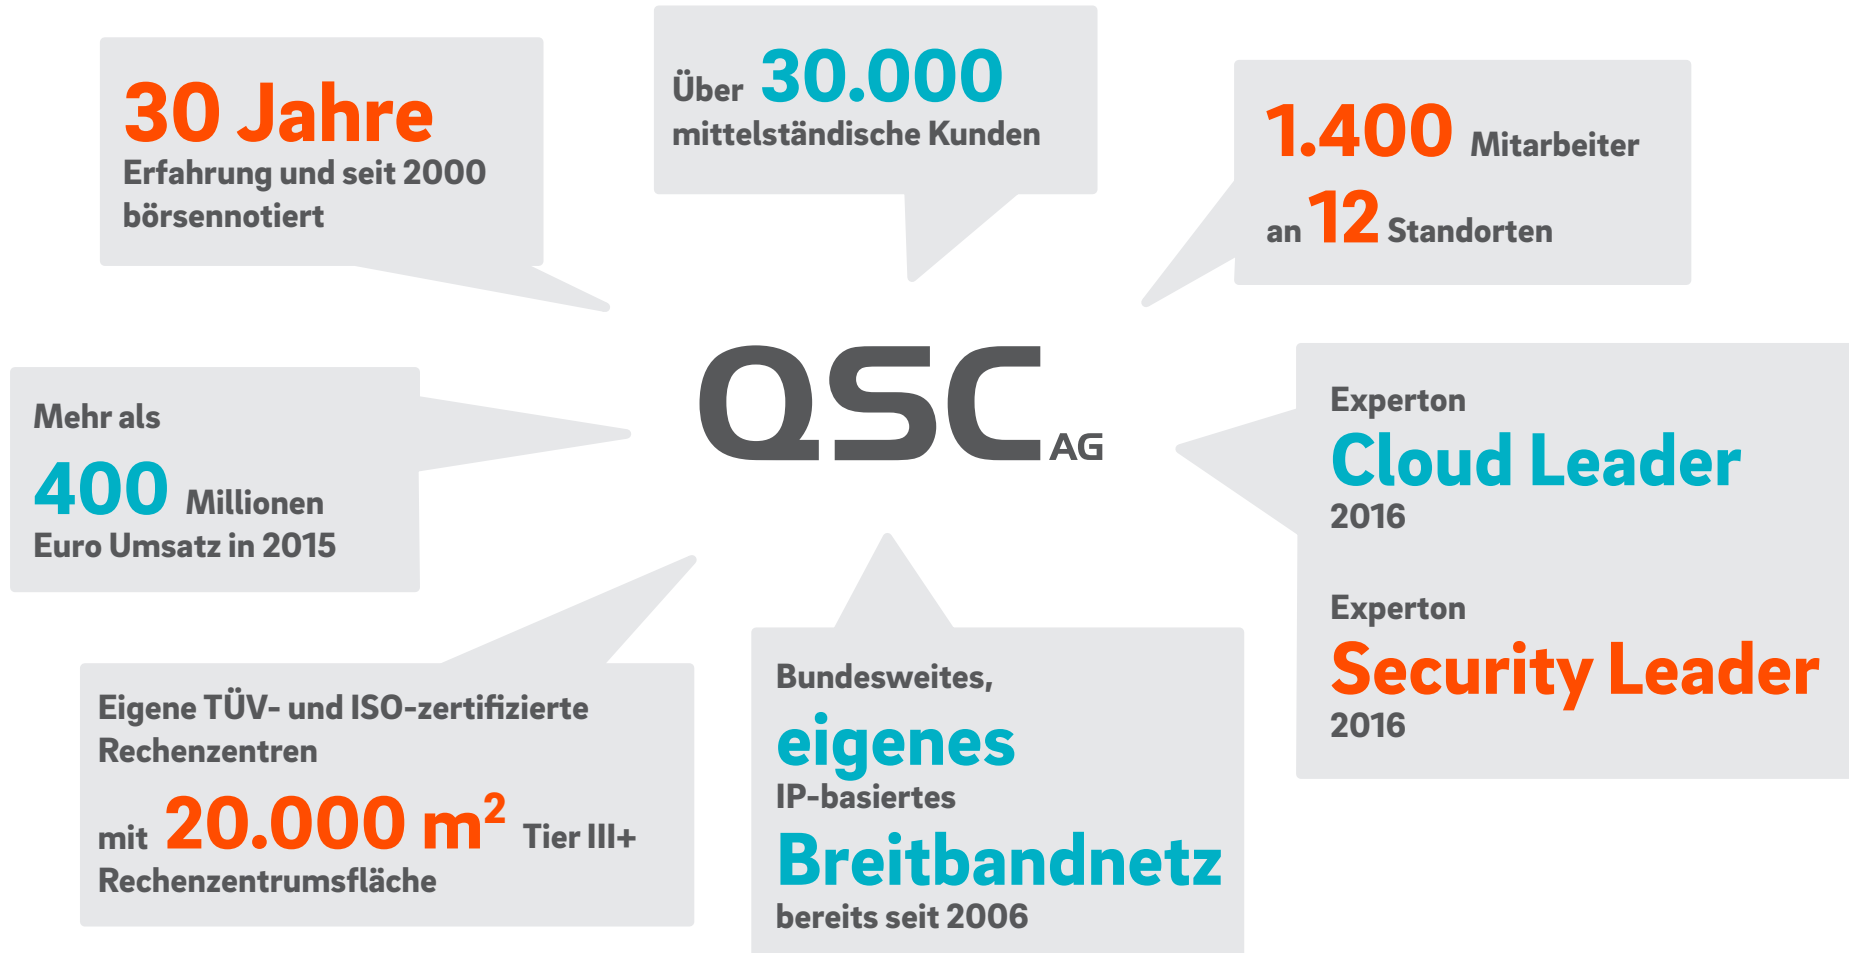 30 Jahre
Erfahrung und seit 2000
börsennotiert
Über 30.000
mittelständische Kunden
1.400 Mitarbeiter
an 12 Standorten
QSC AG
Mehr als
400 Millionen
Euro Umsatz in 2015
Experton
Cloud Leader
2016
Experton
Security Leader
2016
Eigene TÜV- und ISO-zertifizierte
Rechenzentren
mit 20.000 m² Tier III+
Rechenzentrumsfläche
Bundesweites,
eigenes
IP-basiertes
Breitbandnetz
bereits seit 2006